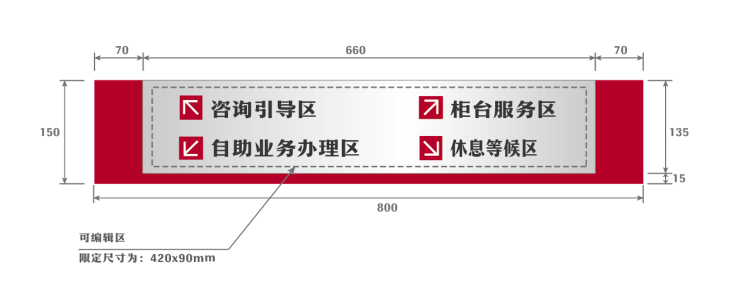 70 660 70
咨询引导区 柜台服务区
150 135
自助业务办理区 休息等候区
15
800
可编辑区
限定尺寸为：420x90mm